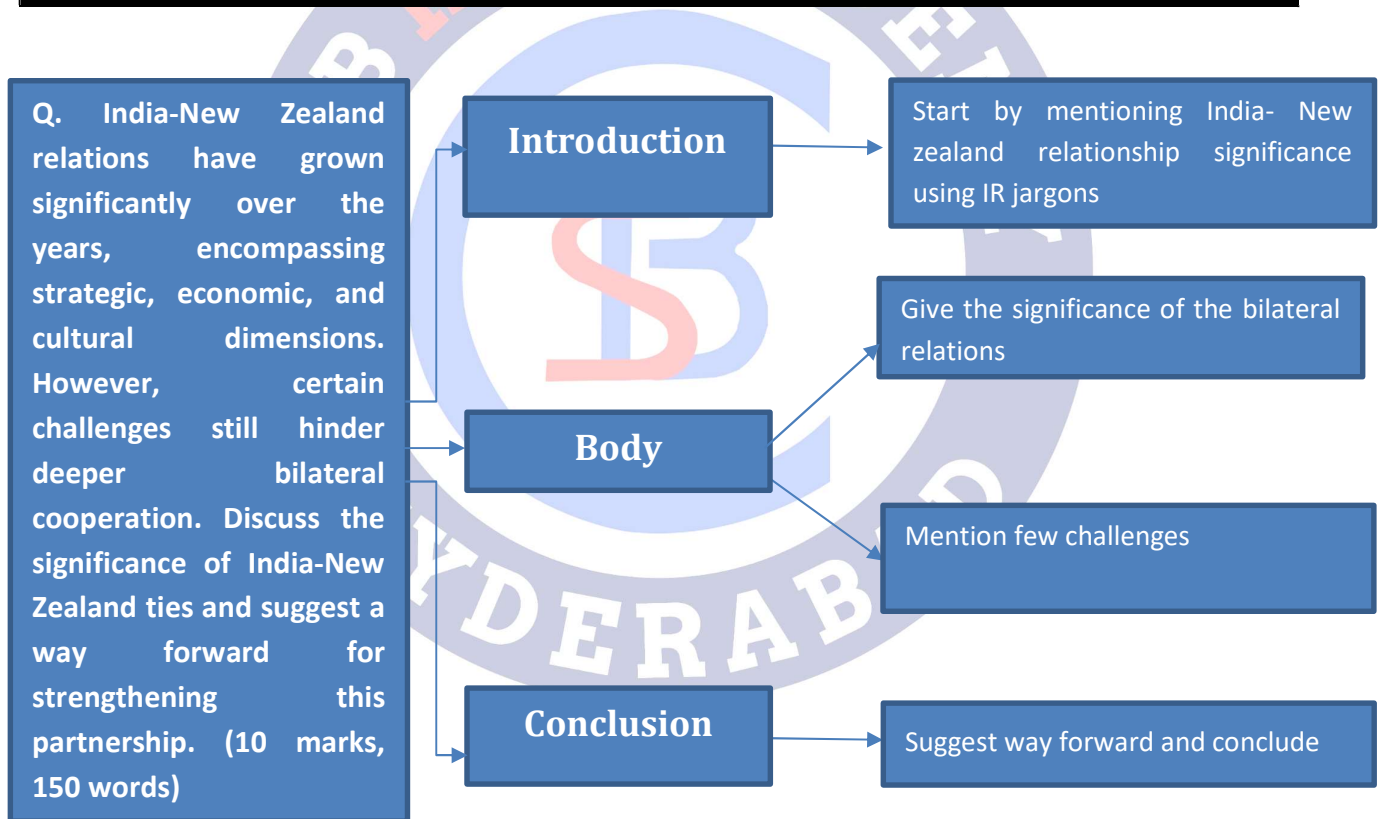 Q. India-New Zealand
relations have grown
significantly over the
years, encompassing
strategic, economic, and
cultural dimensions.
However, certain
challenges still hinder
deeper bilateral
cooperation. Discuss the
significance of India-New
Zealand ties and suggest a
way forward for
strengthening this
partnership. (10 marks,
150 words)
Introduction
Start by mentioning India- New
zealand relationship significance
using IR jargons
Body
Give the significance of the bilateral
relations
Mention few challenges
Conclusion
Suggest way forward and conclude